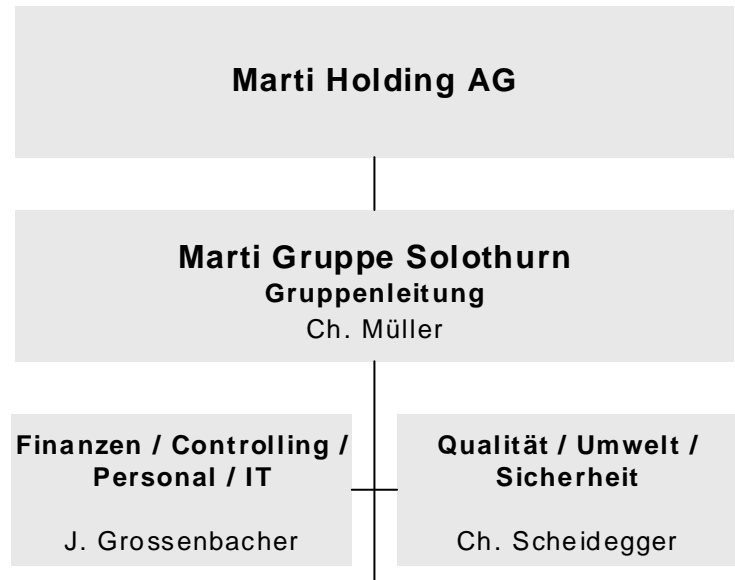 Marti Holding AG
Marti Gruppe Solothurn
Gruppenleitung
Ch. Müller
Finanzen / Controlling /
Personal / IT
J. Grossenbacher
Qualität / Umwelt /
Sicherheit
Ch. Scheidegger